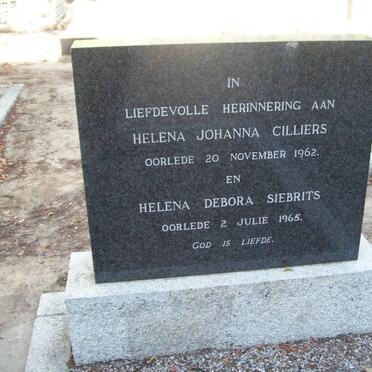 IN
LIEFDEVOLLE HERINNERING AAN
HELENA JOHANNA CILLIERS
OORLEDE 20 NOVEMBER 1962.
EN
HELENA DEBORA SIEBRITS
OORLEDE 2 JULIE 1965.
GOD IS LIEFDE.